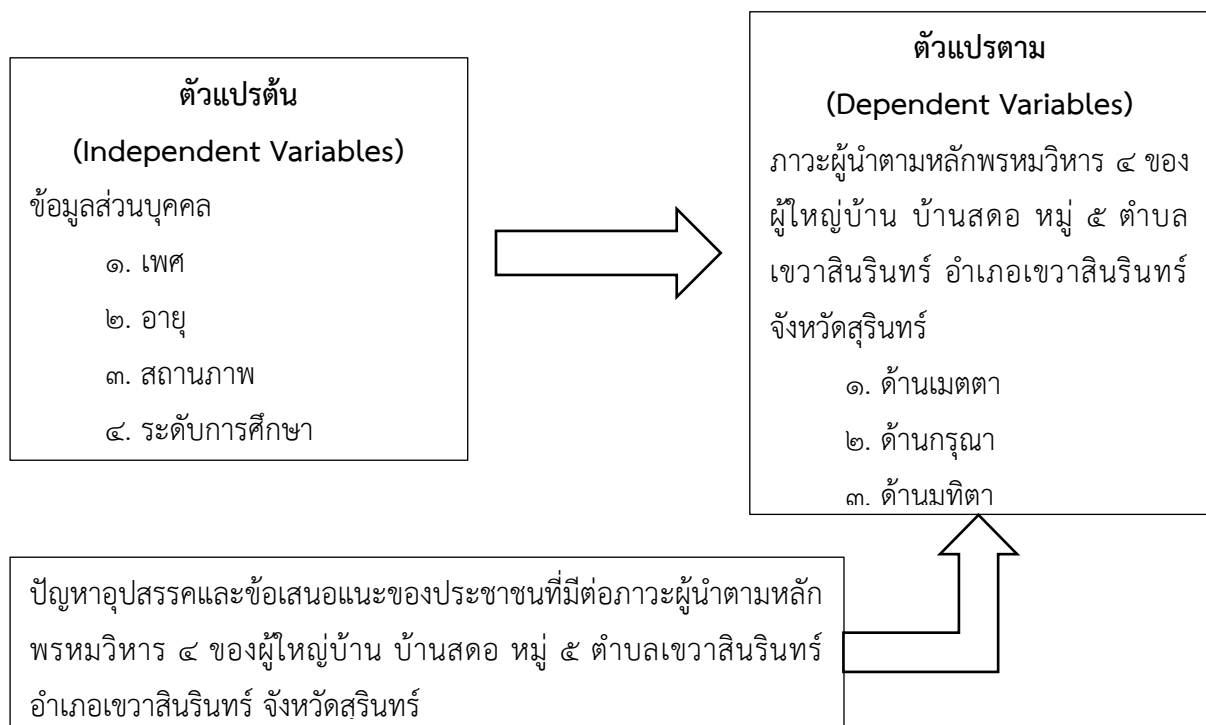 ตัวแปรต้น
(Independent Variables)
ข้อมูลส่วนบุคคล
๑. เพศ
๒. อายุ
๓. สถานภาพ
๔. ระดับการศึกษา
ตัวแปรตาม
(Dependent Variables)
ภาวะผู้นำตามหลักพรหมวิหาร ๔ ของ
ผู้ใหญ่บ้าน บ้านสดอ หมู่ ๕ ตำบล
เขวาสินรินทร์ อำเภอเขวาสินรินทร์
จังหวัดสุรินทร์
๑. ด้านเมตตา
๒. ด้านกรุณา
๓. ด้านมุทิตา
ปัญหาอุปสรรคและข้อเสนอแนะของประชาชนที่มีต่อภาวะผู้นำตามหลัก
พรหมวิหาร ๔ ของผู้ใหญ่บ้าน บ้านสดอ หมู่ ๕ ตำบลเขวาสินรินทร์
อำเภอเขวาสินรินทร์ จังหวัดสุรินทร์